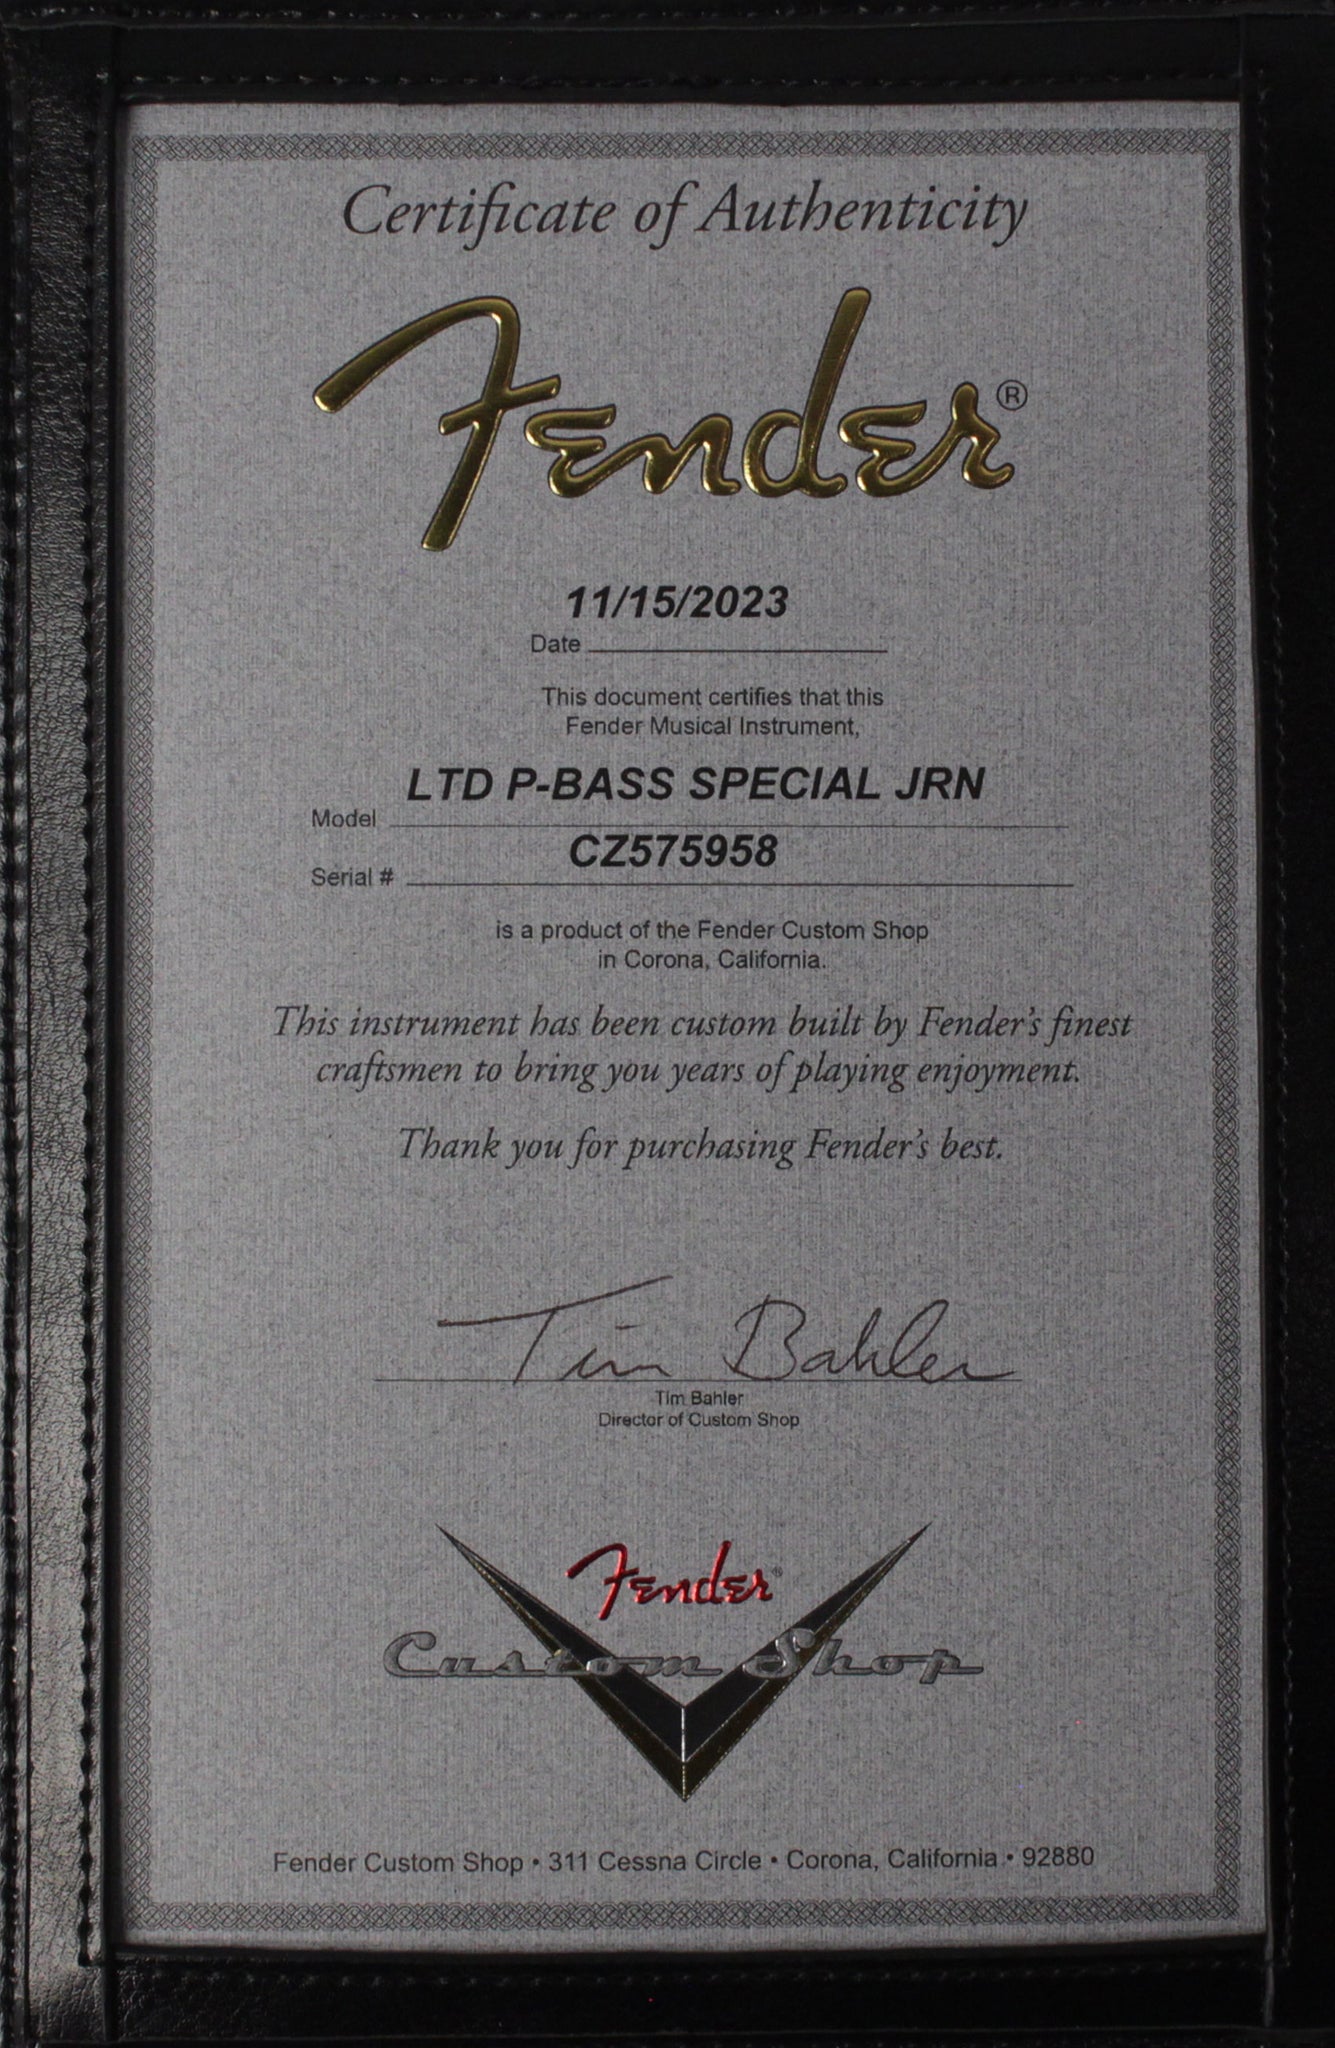 Certificate of Authenticity
Fender®
11/15/2023
Date
This document certifies that this
Fender Musical Instrument,
LTD P-BASS SPECIAL JRN
Model
CZ575958
Serial #
is a product of the Fender Custom Shop
in Corona, California.
This instrument has been custom built by Fender's finest
craftsmen to bring you years of playing enjoyment.
Thank you for purchasing Fender's best.
Tim Bahler
Tim Bahler
Director of Custom Shop
Fender®
Custom Shop
Fender Custom Shop • 311 Cessna Circle • Corona, California • 92880